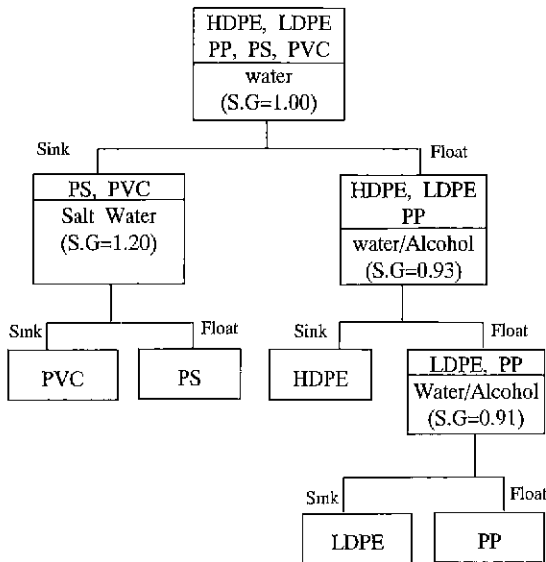 HDPE, LDPE
PP, PS, PVC
water
(S.G=1.00)
Sink
Float
PS, PVC
Salt Water
(S.G=1.20)
HDPE, LDPE
PP
water/Alcohol
(S.G=0.93)
Sink
Float
Sink
Float
PVC
PS
HDPE
LDPE, PP
Water/Alcohol
(S.G=0.91)
Sink
Float
LDPE
PP